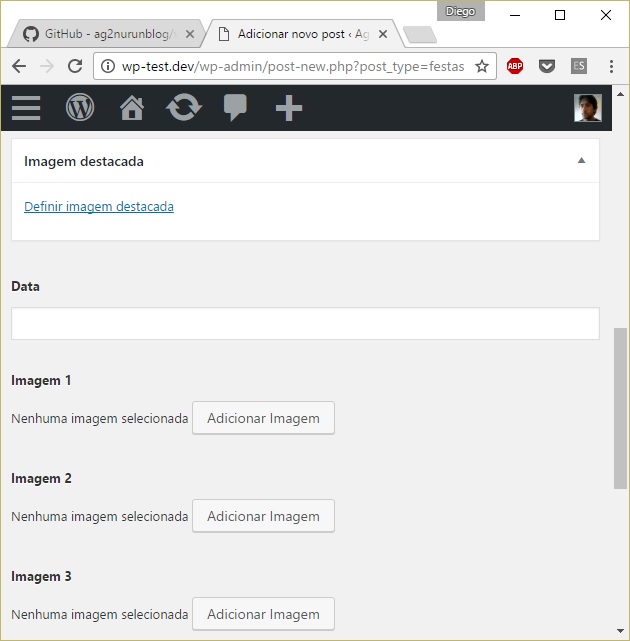 Diego
GitHub - ag2nurunblog/
Adicionar novo post ‹ Ag
wp-test.dev/wp-admin/post-new.php?post_type=festas
ABP
ES
Imagem destacada
Definir imagem destacada
Data
Imagem 1
Nenhuma imagem selecionada Adicionar Imagem
Imagem 2
Nenhuma imagem selecionada Adicionar Imagem
Imagem 3
Nenhuma imagem selecionada Adicionar Imagem